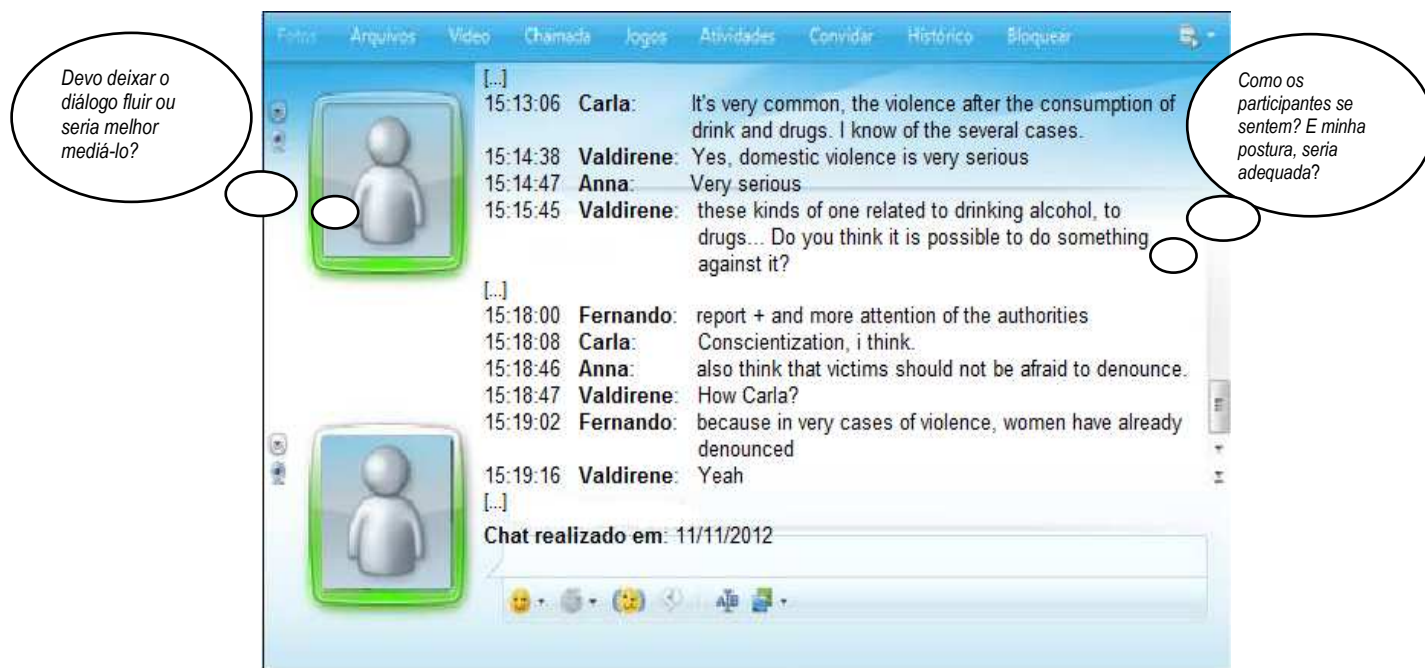 Fotos Arquivos Vídeo Chamada Jogos Atividades Convidar Histórico Bloquear
Devo deixar o
diálogo fluir ou
seria melhor
mediá-lo?
Como os
participantes se
sentem? E minha
postura, seria
adequada?
[...]
15:13:06 Carla: It's very common, the violence after the consumption of
drink and drugs. I know of the several cases.
15:14:38 Valdirene: Yes, domestic violence is very serious
15:14:47 Anna: Very serious
15:15:45 Valdirene: these kinds of one related to drinking alcohol, to
drugs... Do you think it is possible to do something
against it?
[...]
15:18:00 Fernando: report + and more attention of the authorities
15:18:08 Carla: Conscientization, i think.
15:18:46 Anna: also think that victims should not be afraid to denounce.
15:18:47 Valdirene: How Carla?
15:19:02 Fernando: because in very cases of violence, women have already
denounced
15:19:16 Valdirene: Yeah
[...]
Chat realizado em: 11/11/2012